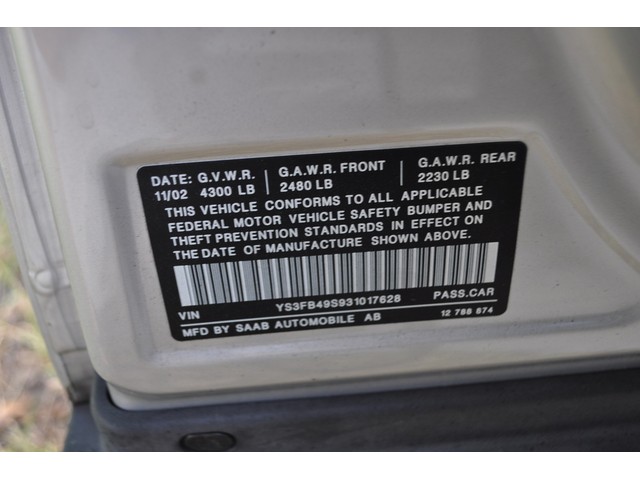 DATE: G.V.W.R. G.A.W.R. FRONT G.A.W.R. REAR
11/02 4300 LB 2480 LB 2230 LB
THIS VEHICLE CONFORMS TO ALL APPLICABLE
FEDERAL MOTOR VEHICLE SAFETY BUMPER AND
THEFT PREVENTION STANDARDS IN EFFECT ON
THE DATE OF MANUFACTURE SHOWN ABOVE.
VIN YS3FB49S931017628 PASS.CAR
MFD BY SAAB AUTOMOBILE AB 12 788 874